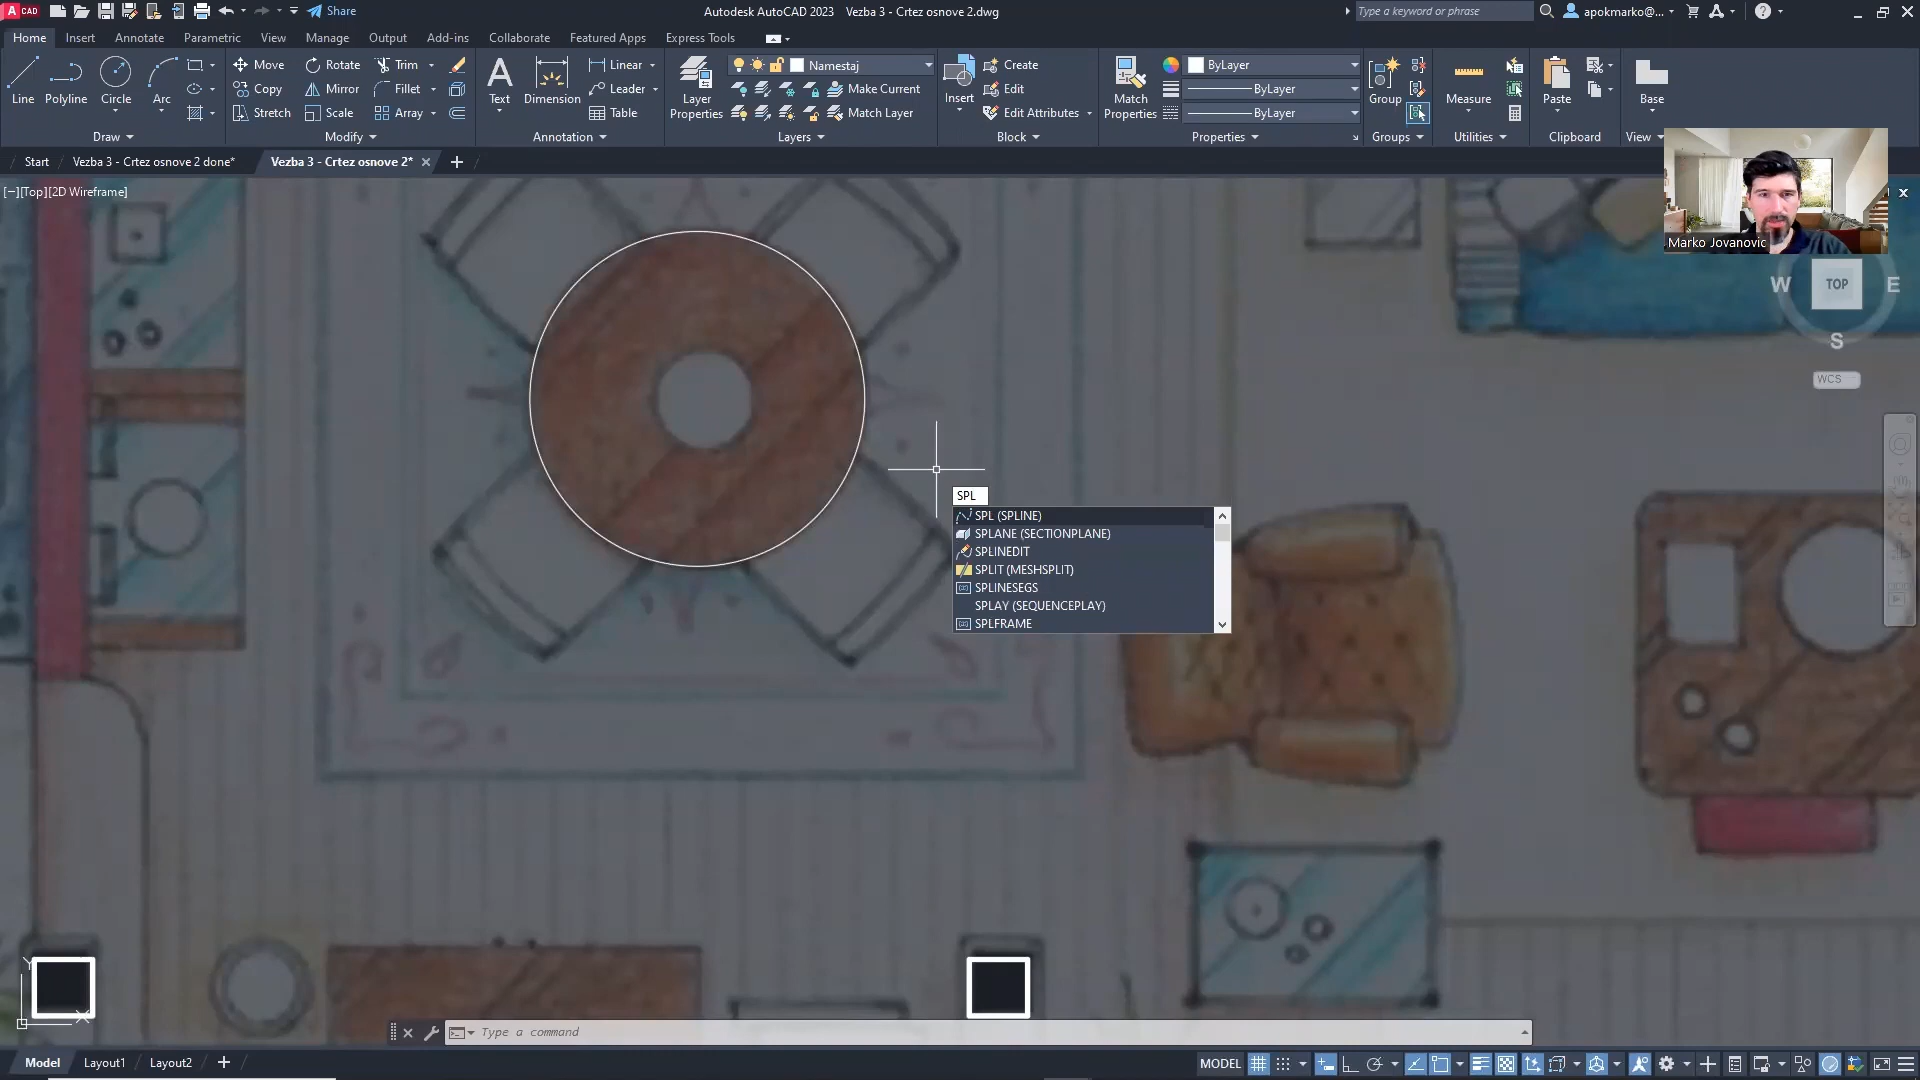 CAD
Share
Autodesk AutoCAD 2023 Vezba 3 - Crtez osnove 2.dwg
Type a keyword or phrase
apokmarko@...
Home Insert Annotate Parametric View Manage Output Add-ins Collaborate Featured Apps Express Tools
Line Polyline Circle Arc
Move Rotate Trim
Copy Mirror Fillet
Stretch Scale Array
Text Dimension
Linear
Leader
Table
Layer Properties
Namestaj
Make Current
Match Layer
Insert
Create
Edit
Edit Attributes
Match Properties
ByLayer
ByLayer
ByLayer
Group
Measure
Paste
Base
Draw Modify Annotation Layers Block Properties Groups Utilities Clipboard View
Start Vezba 3 - Crtez osnove 2 done* Vezba 3 - Crtez osnove 2*
[−][Top][2D Wireframe]
Marko Jovanovic
W TOP E
S
WCS
SPL
SPL (SPLINE)
SPLANE (SECTIONPLANE)
SPLINEDIT
SPLIT (MESHSPLIT)
SPLINESEGS
SPLAY (SEQUENCEPLAY)
SPLFRAME
Y
X
Type a command
Model Layout1 Layout2
MODEL